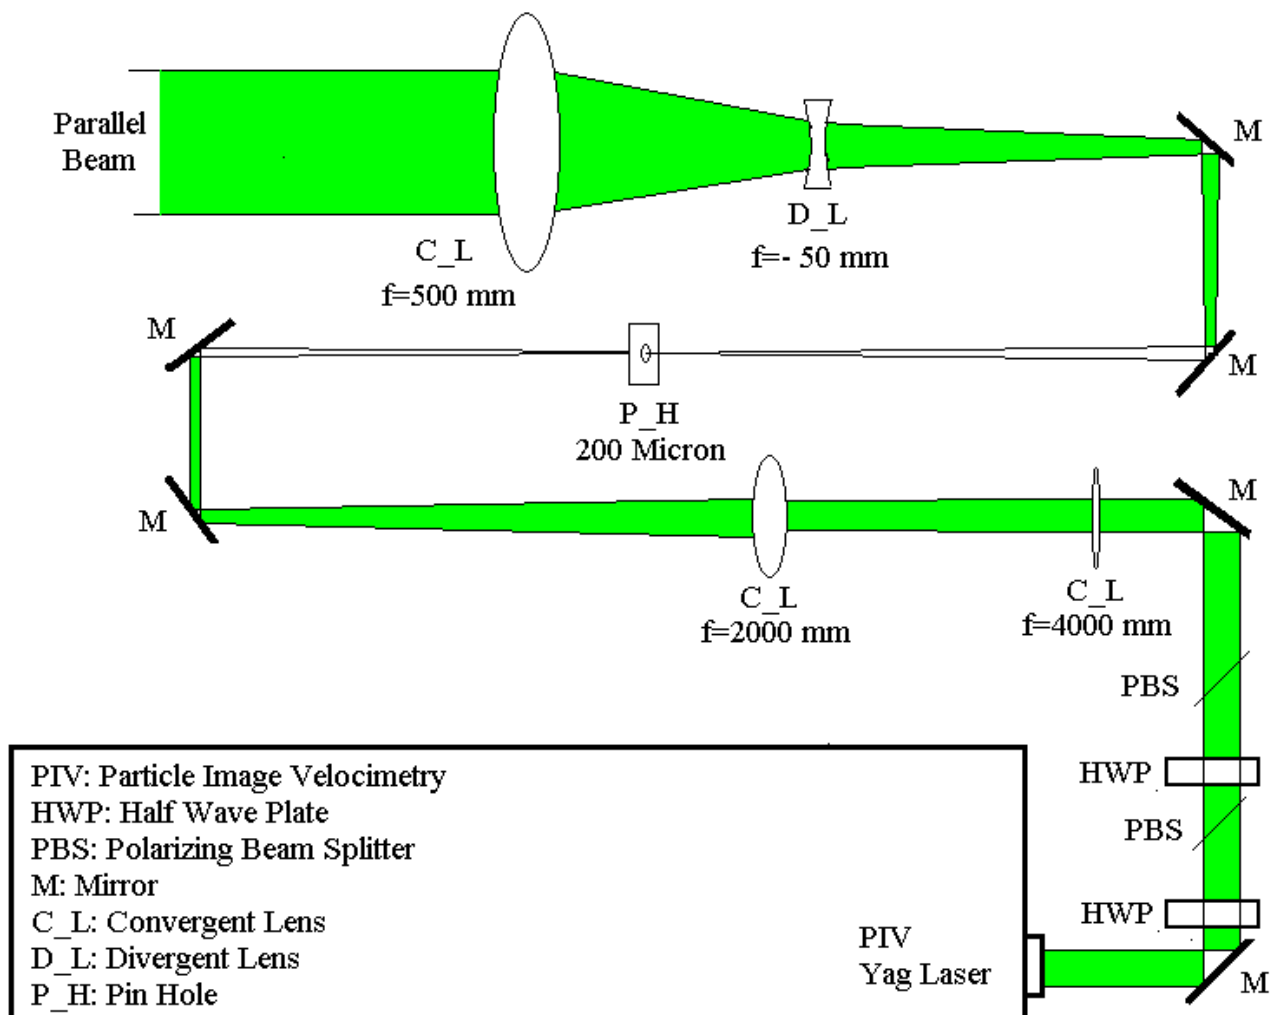 Parallel
Beam
M
D_L
f=- 50 mm
C_L
f=500 mm
M
M
P_H
200 Micron
M
M
C_L
f=2000 mm
C_L
f=4000 mm
PBS
HWP
PBS
HWP
M
PIV
Yag Laser
PIV: Particle Image Velocimetry
HWP: Half Wave Plate
PBS: Polarizing Beam Splitter
M: Mirror
C_L: Convergent Lens
D_L: Divergent Lens
P_H: Pin Hole